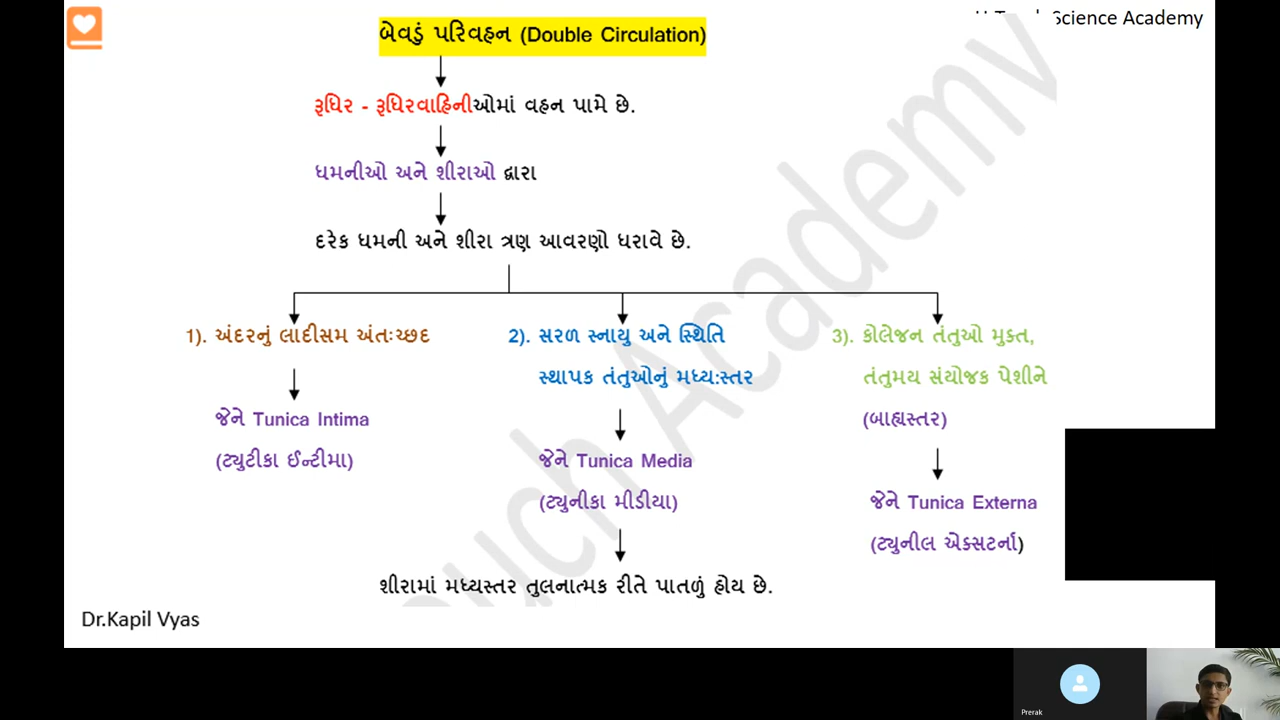 Science Academy
બેવડું પરિવહન (Double Circulation)
રુધિર - રુધિરવાહિનીઓમાં વહન પામે છે.
ધમનીઓ અને શીરાઓ દ્વારા
દરેક ધમની અને શીરા ત્રણ આવરણો ધરાવે છે.
1). અંદરનું લાદીસમ અંતઃચ્છદ
જેને Tunica Intima
(ટ્યુટીકા ઈન્ટીમા)
2). સરળ સ્નાયુ અને સ્થિતિ
સ્થાપક તંતુઓનું મધ્ય:સ્તર
જેને Tunica Media
(ટ્યુનીકા મીડીયા)
શીરામાં મધ્યસ્તર તુલનાત્મક રીતે પાતળું હોય છે.
3). કોલેજન તંતુઓ મુક્ત,
તંતુમય સંયોજક પેશીને
(બાહ્યસ્તર)
જેને Tunica Externa
(ટ્યુનીલ એક્સટર્ના)
Dr.Kapil Vyas
Prerak